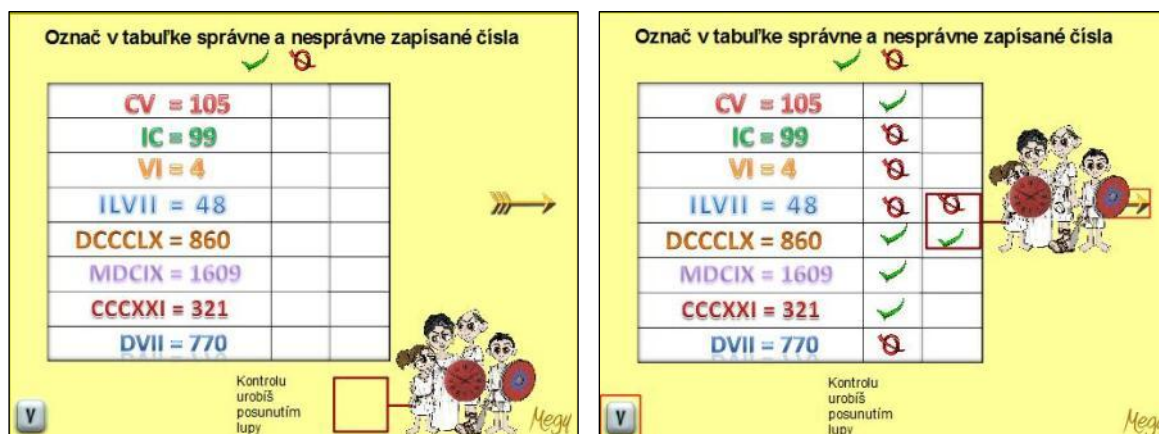 Označ v tabuľke správne a nesprávne zapísané čísla
CV = 105
IC = 99
VI = 4
ILVII = 48
DCCCLX = 860
MDCIX = 1609
CCCXXI = 321
DVII = 770
Kontrolu
urobíš
posunutím
lupy
V
Megy
Označ v tabuľke správne a nesprávne zapísané čísla
CV = 105
IC = 99
VI = 4
ILVII = 48
DCCCLX = 860
MDCIX = 1609
CCCXXI = 321
DVII = 770
Kontrolu
urobíš
posunutím
lupy
V
Meg